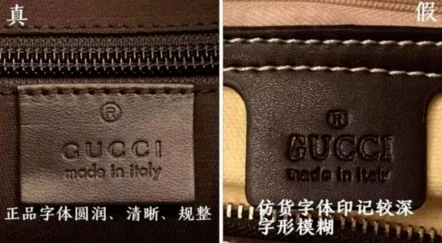 真
®
GUCCI
made in italy
正品字体圆润、清晰、规整
假
®
GUCCI
made in italy
仿货字体印记较深
字形模糊